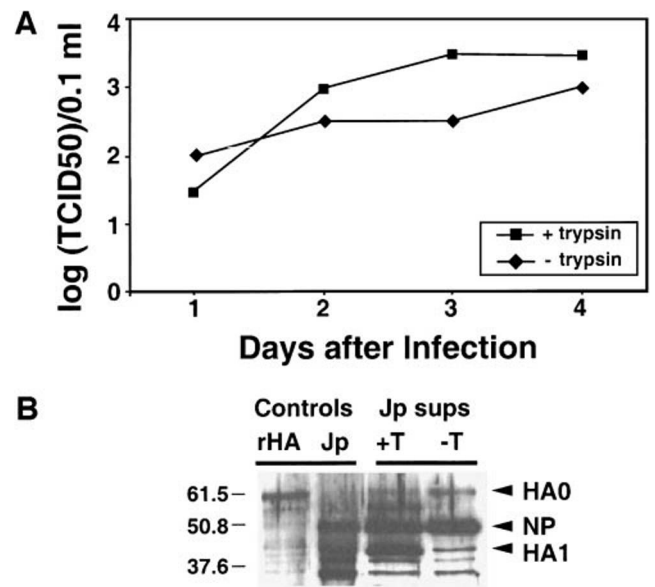 A
log (TCID50)/0.1 ml
4
3
2
1
0
+ trypsin
- trypsin
1 2 3 4
Days after Infection
B
Controls Jp sups
rHA Jp +T -T
61.5
50.8
37.6
HA0
NP
HA1